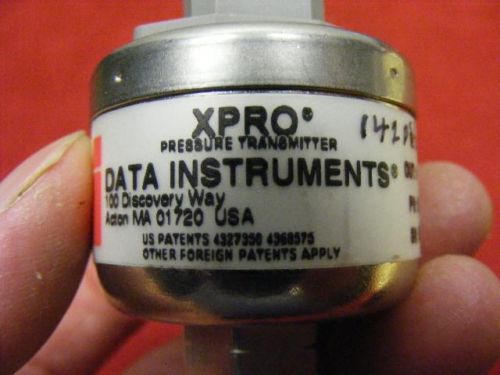 XPRO®
PRESSURE TRANSMITTER
DATA INSTRUMENTS®
100 Discovery Way
Acton MA 01720 USA
US PATENTS 4327350 4368575
OTHER FOREIGN PATENTS APPLY